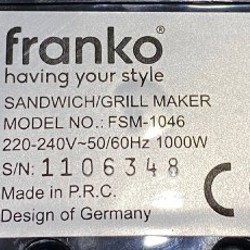 franko®
having your style
SANDWICH/GRILL MAKER
MODEL NO.: FSM-1046
220-240V~50/60Hz 1000W
S/N: 1106348
Made in P.R.C.
Design of Germany